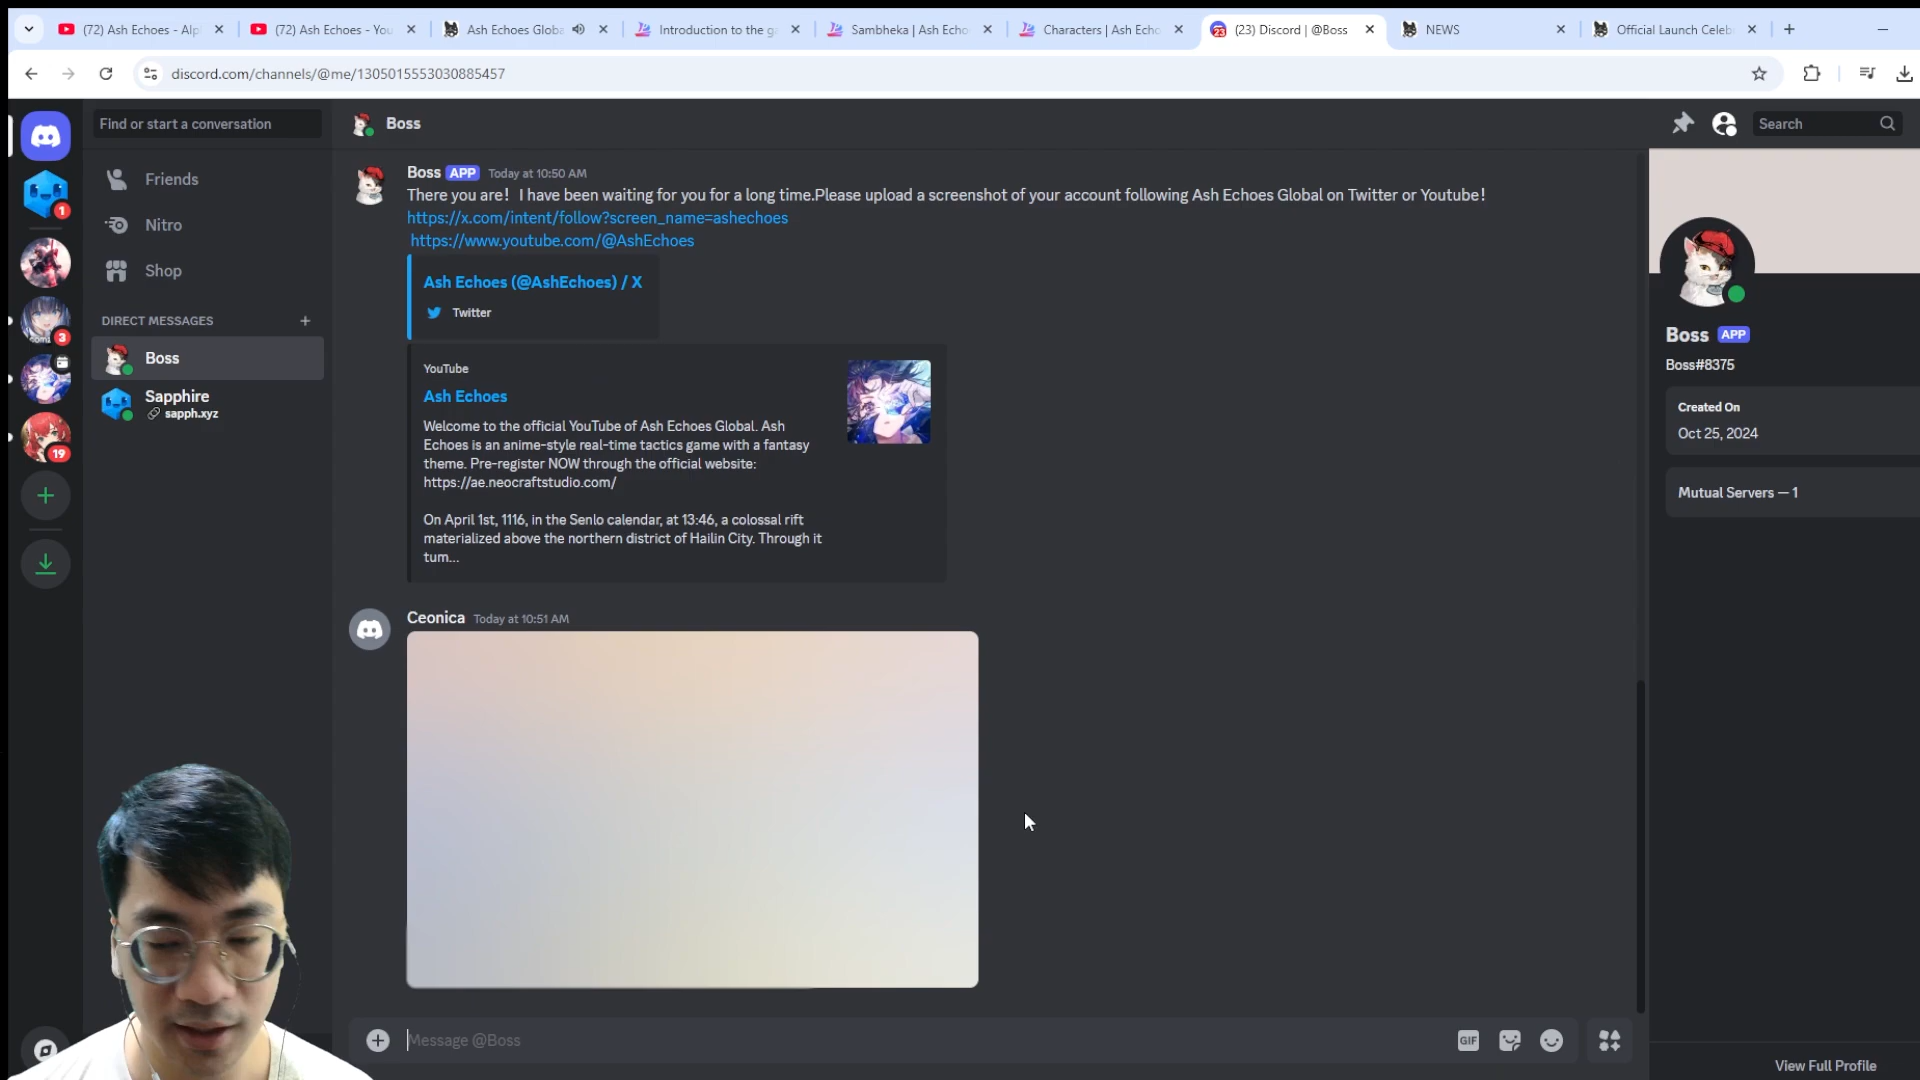 (72) Ash Echoes - Alp
(72) Ash Echoes - You
Ash Echoes Globa
Introduction to the ga
Sambheka | Ash Echo
Characters | Ash Echo
(23) Discord | @Boss
NEWS
Official Launch Celeb
discord.com/channels/@me/1305015553030885457
Find or start a conversation
Boss
Search
Friends
Nitro
Shop
DIRECT MESSAGES
Boss
Sapphire
sapph.xyz
1
3
19
Boss APP Today at 10:50 AM
There you are！ I have been waiting for you for a long time.Please upload a screenshot of your account following Ash Echoes Global on Twitter or Youtube！
https://x.com/intent/follow?screen_name=ashechoes
https://www.youtube.com/@AshEchoes
Ash Echoes (@AshEchoes) / X
Twitter
YouTube
Ash Echoes
Welcome to the official YouTube of Ash Echoes Global. Ash
Echoes is an anime-style real-time tactics game with a fantasy
theme. Pre-register NOW through the official website:
https://ae.neocraftstudio.com/
On April 1st, 1116, in the Senlo calendar, at 13:46, a colossal rift
materialized above the northern district of Hailin City. Through it
tum...
Ceonica Today at 10:51 AM
Message @Boss
GIF
Boss APP
Boss#8375
Created On
Oct 25, 2024
Mutual Servers — 1
View Full Profile